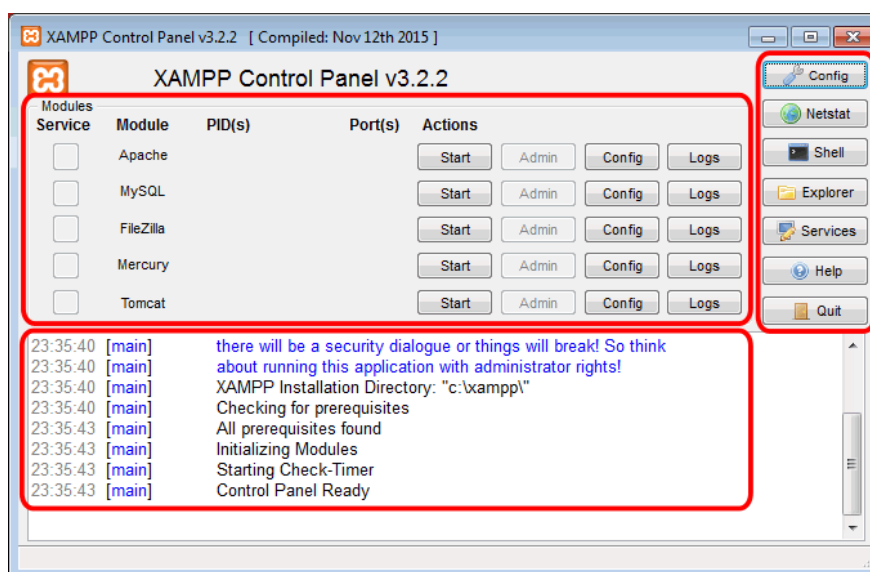 XAMPP Control Panel v3.2.2 [ Compiled: Nov 12th 2015 ]
XAMPP Control Panel v3.2.2
Config
Modules
Service Module PID(s) Port(s) Actions
Netstat
Apache Start Admin Config Logs
Shell
MySQL Start Admin Config Logs
Explorer
FileZilla Start Admin Config Logs
Services
Mercury Start Admin Config Logs
Help
Tomcat Start Admin Config Logs
Quit
23:35:40 [main] there will be a security dialogue or things will break! So think
23:35:40 [main] about running this application with administrator rights!
23:35:40 [main] XAMPP Installation Directory: "c:\xampp\"
23:35:40 [main] Checking for prerequisites
23:35:43 [main] All prerequisites found
23:35:43 [main] Initializing Modules
23:35:43 [main] Starting Check-Timer
23:35:43 [main] Control Panel Ready